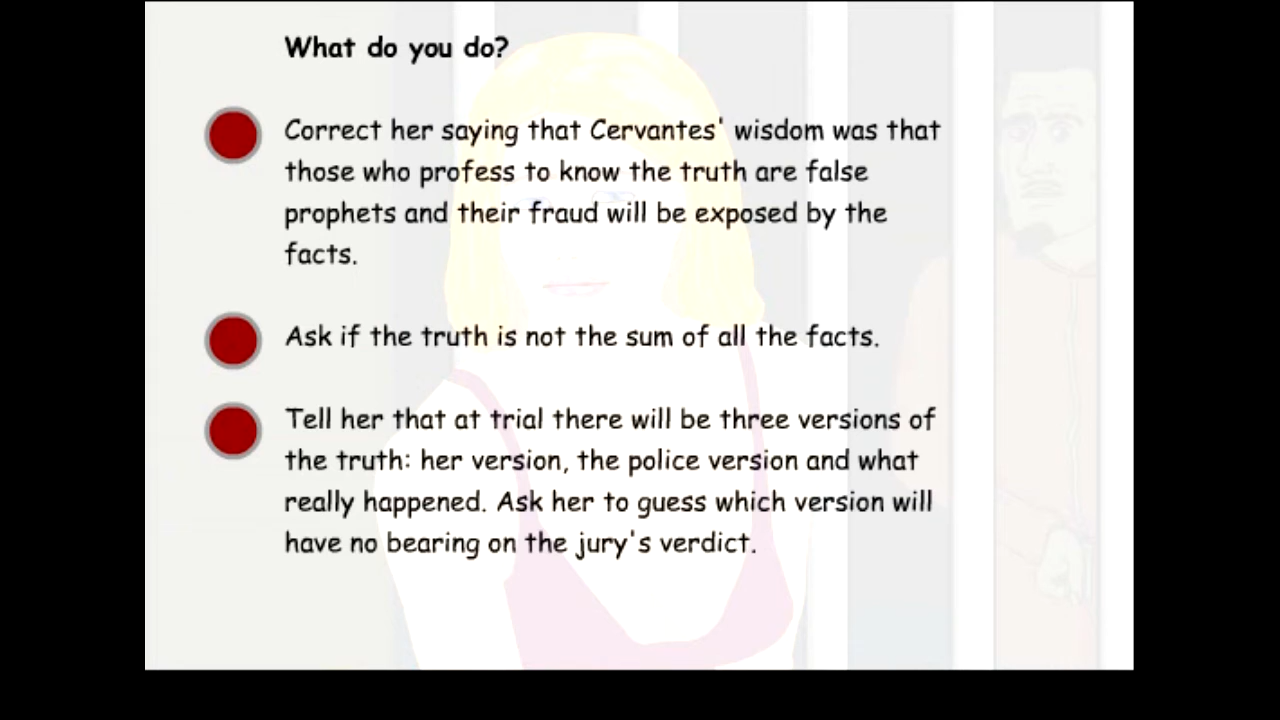 What do you do?
Correct her saying that Cervantes' wisdom was that
those who profess to know the truth are false
prophets and their fraud will be exposed by the
facts.
Ask if the truth is not the sum of all the facts.
Tell her that at trial there will be three versions of
the truth: her version, the police version and what
really happened. Ask her to guess which version will
have no bearing on the jury's verdict.